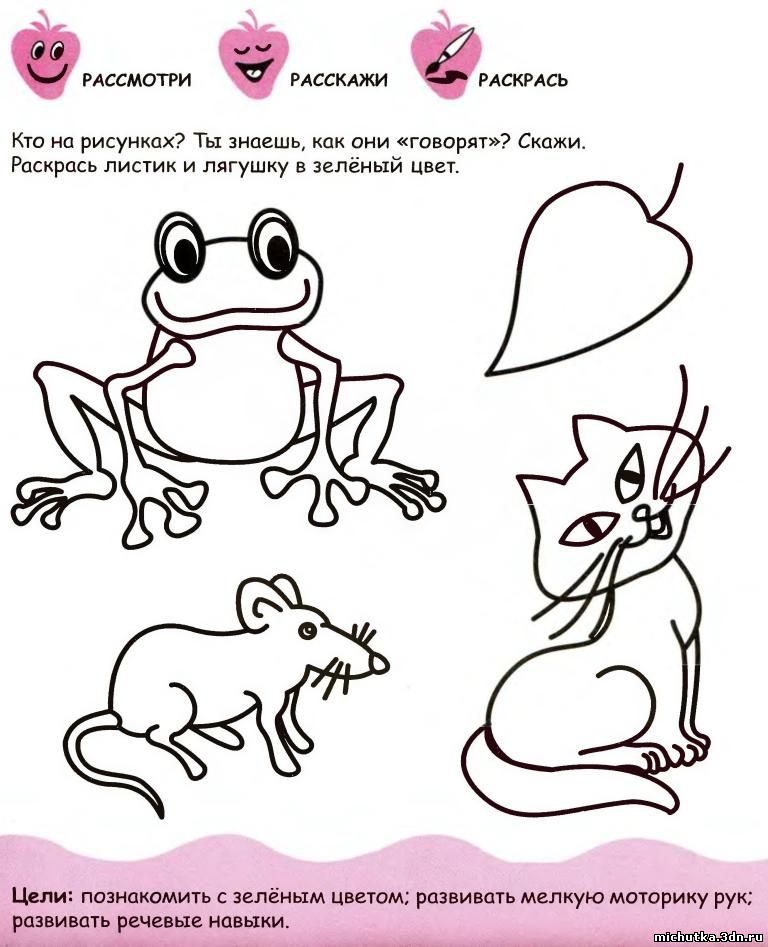 РАССМОТРИ РАССКАЖИ РАСКРАСЬ
Кто на рисунках? Ты знаешь, как они «говорят»? Скажи.
Раскрась листик и лягушку в зелёный цвет.
Цели: познакомить с зелёным цветом; развивать мелкую моторику рук;
развивать речевые навыки.
michutka.3dn.ru